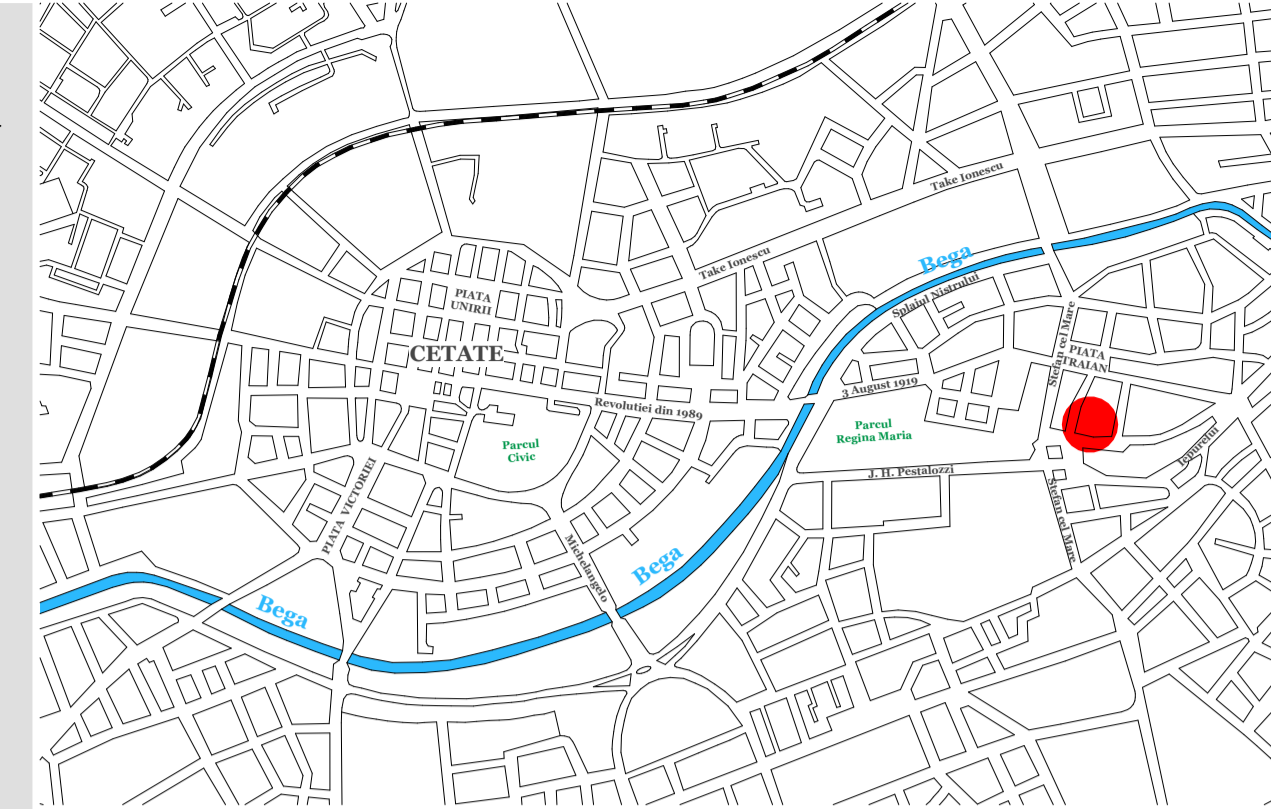 Take Ionescu
Bega
Take Ionescu
Splaiul Nistrului
PIATA
UNIRII
Stefan cel Mare
CETATE
PIATA
TRAIAN
3 August 1919
Revolutiei din 1989
Parcul
Regina Maria
Parcul
Civic
Iepurelui
J. H. Pestalozzi
PIATA VICTORIEI
Stefan cel Mare
Michelangelo
Bega
Bega